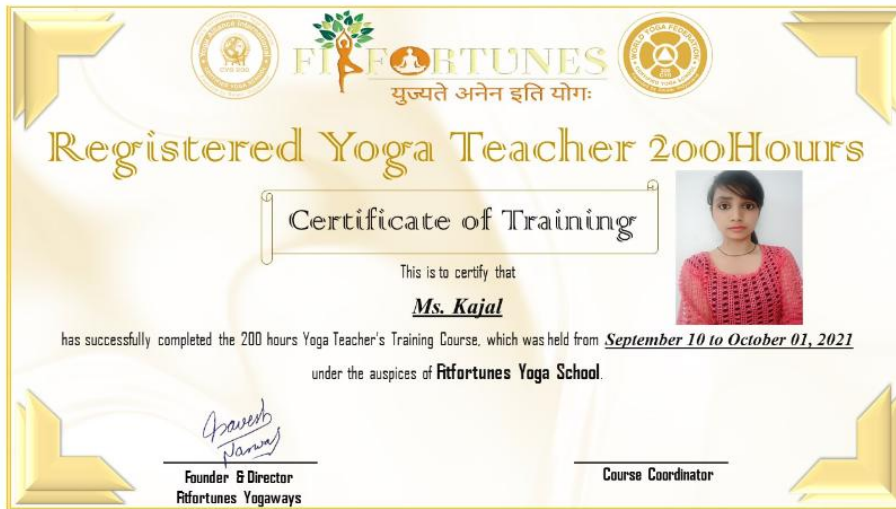 FITFORTUNES
युज्यते अनेन इति योगः
Registered Yoga Teacher 200Hours
Certificate of Training
This is to certify that
Ms. Kajal
has successfully completed the 200 hours Yoga Teacher's Training Course, which was held from September 10 to October 01, 2021
under the auspices of Fitfortunes Yoga School.
Founder & Director
Fitfortunes Yogaways
Course Coordinator